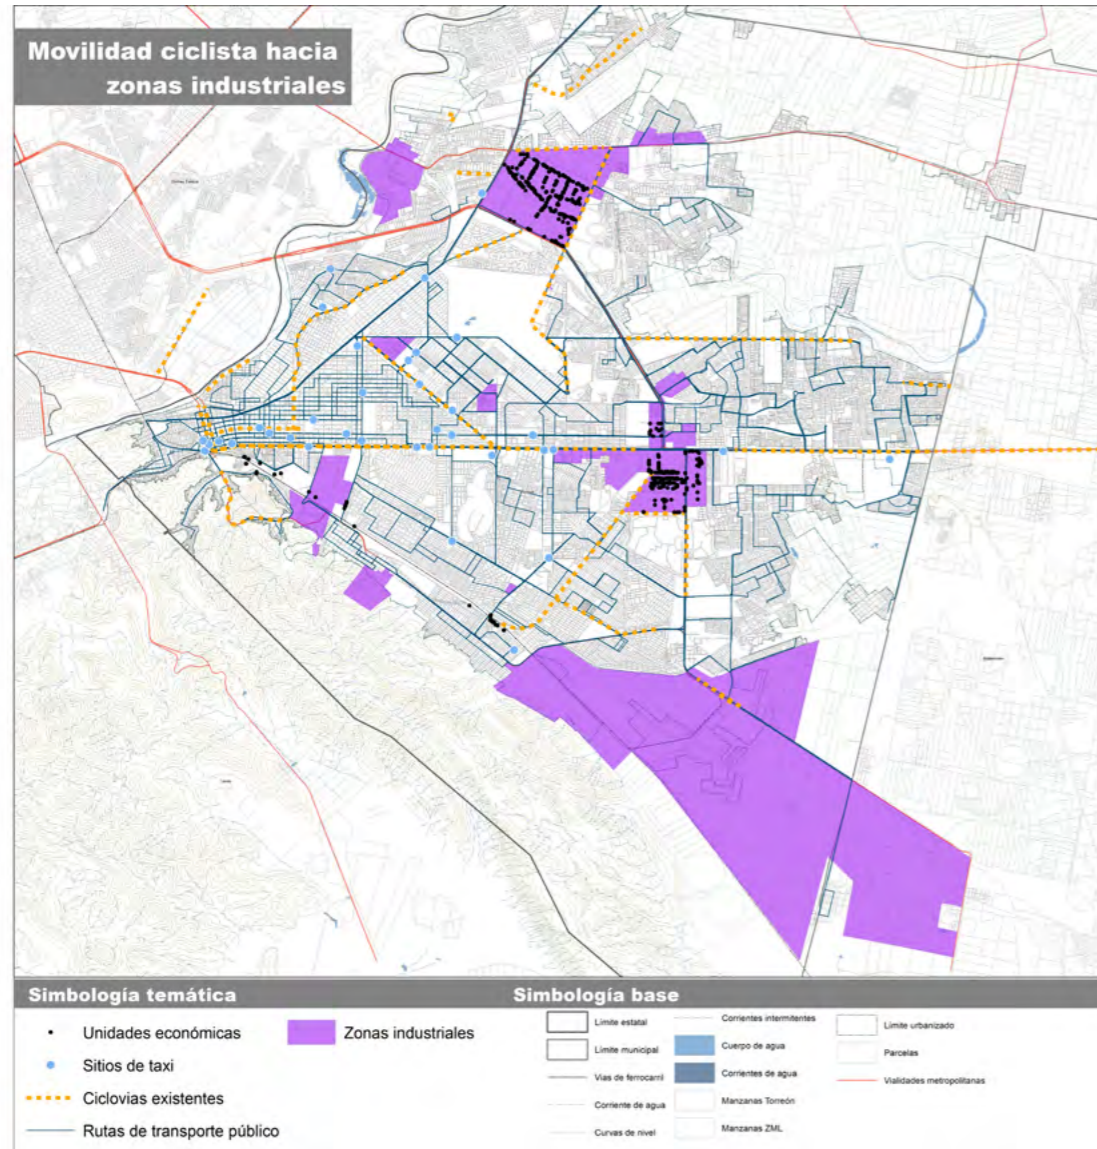 Movilidad ciclista hacia
zonas industriales
Simbología temática
Unidades económicas
Zonas industriales
Sitios de taxi
Ciclovias existentes
Rutas de transporte público
Simbología base
Límite estatal
Límite municipal
Vias de ferrocarril
Corriente de agua
Curvas de nivel
Corrientes intermitentes
Cuerpo de agua
Corrientes de agua
Manzanas Torreón
Manzanas ZML
Límite urbanizado
Parcelas
Vialidades metropolitanas